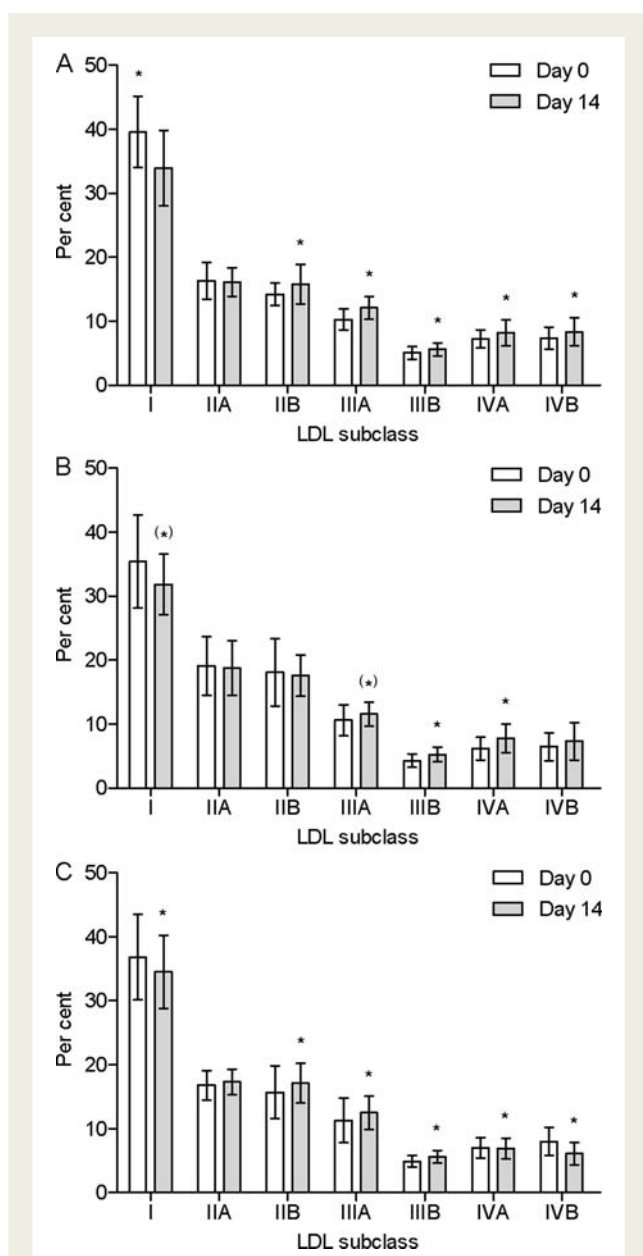 A
50
40
30
20
10
0
Per cent
Day 0
Day 14
*
*
*
*
*
*
I IIA IIB IIIA IIIB IVA IVB
LDL subclass
B
50
40
30
20
10
0
Per cent
Day 0
Day 14
(*)
(*)
*
*
I IIA IIB IIIA IIIB IVA IVB
LDL subclass
C
50
40
30
20
10
0
Per cent
Day 0
Day 14
*
*
*
*
*
*
I IIA IIB IIIA IIIB IVA IVB
LDL subclass